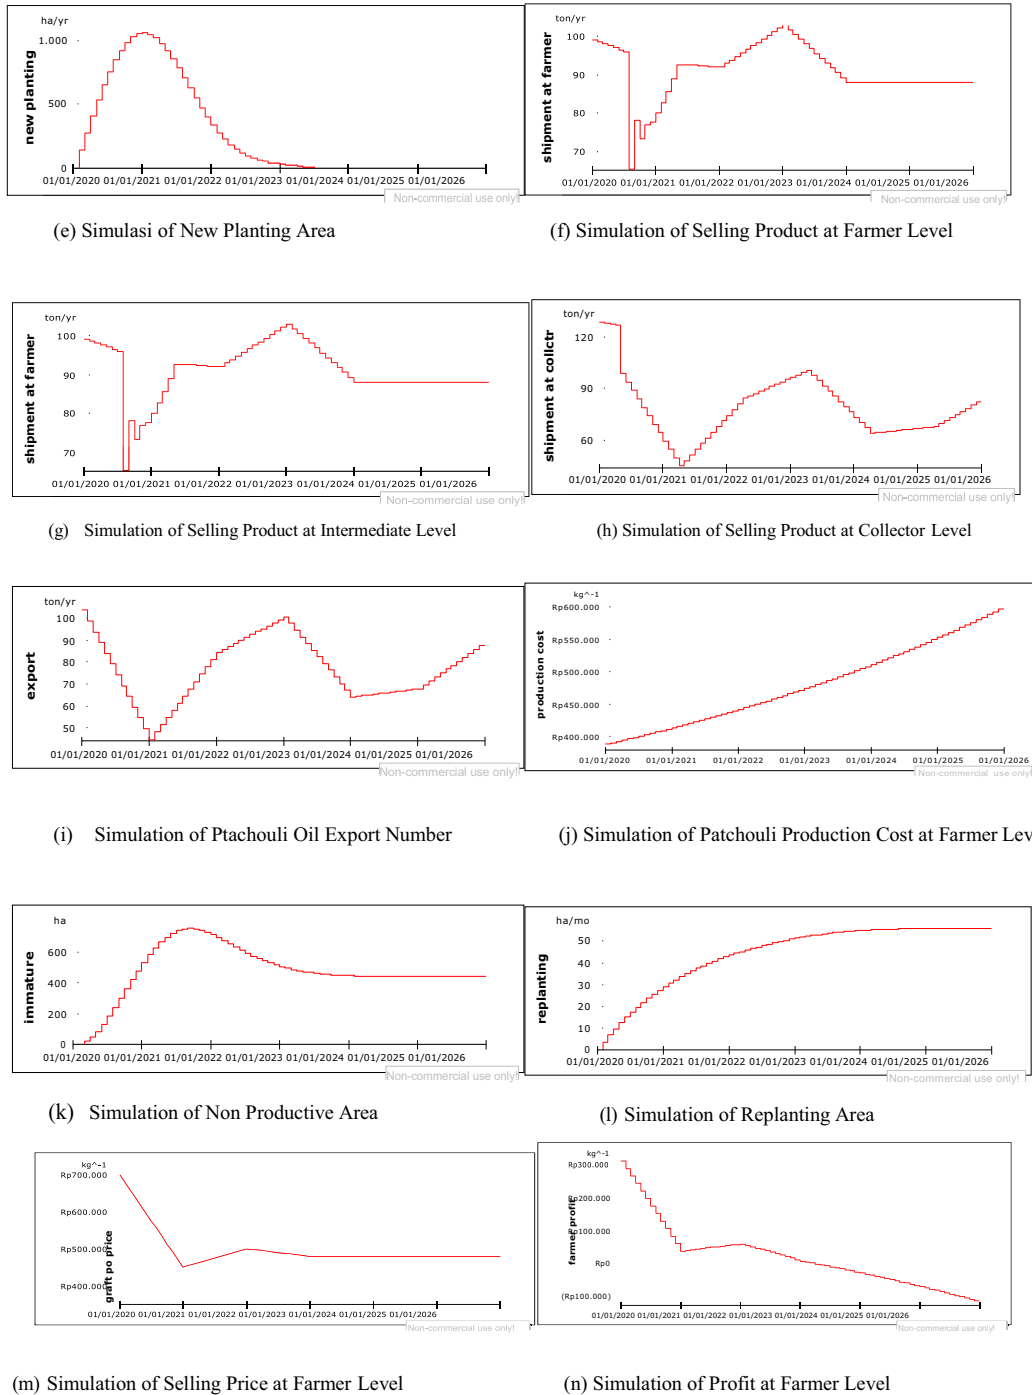 ha/yr
1.000
500
0
new planting
01/01/2020 01/01/2021 01/01/2022 01/01/2023 01/01/2024 01/01/2025 01/01/2026
Non-commercial use only!
(e) Simulasi of New Planting Area
ton/yr
100
90
80
70
shipment at farmer
01/01/2020 01/01/2021 01/01/2022 01/01/2023 01/01/2024 01/01/2025 01/01/2026
Non-commercial use only!
(f) Simulation of Selling Product at Farmer Level
ton/yr
100
90
80
70
shipment at farmer
01/01/2020 01/01/2021 01/01/2022 01/01/2023 01/01/2024 01/01/2025 01/01/2026
Non-commercial use only!
(g) Simulation of Selling Product at Intermediate Level
ton/yr
120
90
60
shipment at collctr
01/01/2020 01/01/2021 01/01/2022 01/01/2023 01/01/2024 01/01/2025 01/01/2026
Non-commercial use only!
(h) Simulation of Selling Product at Collector Level
ton/yr
100
90
80
70
60
50
export
01/01/2020 01/01/2021 01/01/2022 01/01/2023 01/01/2024 01/01/2025 01/01/2026
Non-commercial use only!
(i) Simulation of Ptachouli Oil Export Number
kg^-1
Rp600.000
Rp550.000
Rp500.000
Rp450.000
Rp400.000
production cost
01/01/2020 01/01/2021 01/01/2022 01/01/2023 01/01/2024 01/01/2025 01/01/2026
Non-commercial use only!
(j) Simulation of Patchouli Production Cost at Farmer Lev
ha
600
400
200
0
immature
01/01/2020 01/01/2021 01/01/2022 01/01/2023 01/01/2024 01/01/2025 01/01/2026
Non-commercial use only!
(k) Simulation of Non Productive Area
ha/mo
50
40
30
20
10
0
replanting
01/01/2020 01/01/2021 01/01/2022 01/01/2023 01/01/2024 01/01/2025 01/01/2026
Non-commercial use only!
(l) Simulation of Replanting Area
kg^-1
Rp700.000
Rp600.000
Rp500.000
Rp400.000
graft po price
01/01/2020 01/01/2021 01/01/2022 01/01/2023 01/01/2024 01/01/2025 01/01/2026
Non-commercial use only!
(m) Simulation of Selling Price at Farmer Level
kg^-1
Rp300.000
Rp200.000
Rp100.000
Rp0
(Rp100.000)
farmer profit
01/01/2020 01/01/2021 01/01/2022 01/01/2023 01/01/2024 01/01/2025 01/01/2026
Non-commercial use only!
(n) Simulation of Profit at Farmer Level